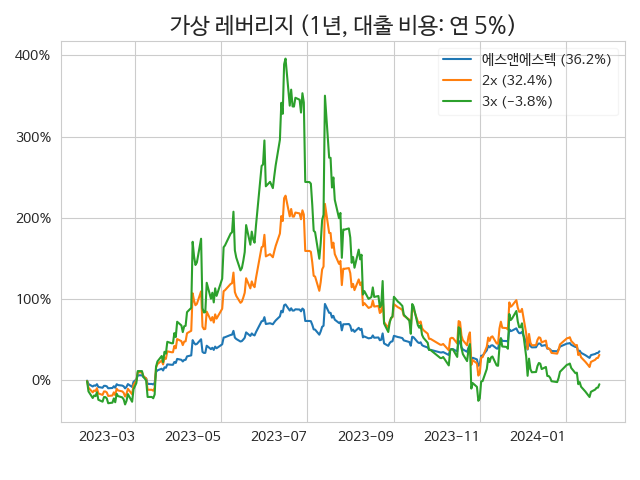 가상 레버리지 (1년, 대출 비용: 연 5%)
에스앤에스텍 (36.2%)
2x (32.4%)
3x (−3.8%)
400%
300%
200%
100%
0%
2023-03 2023-05 2023-07 2023-09 2023-11 2024-01